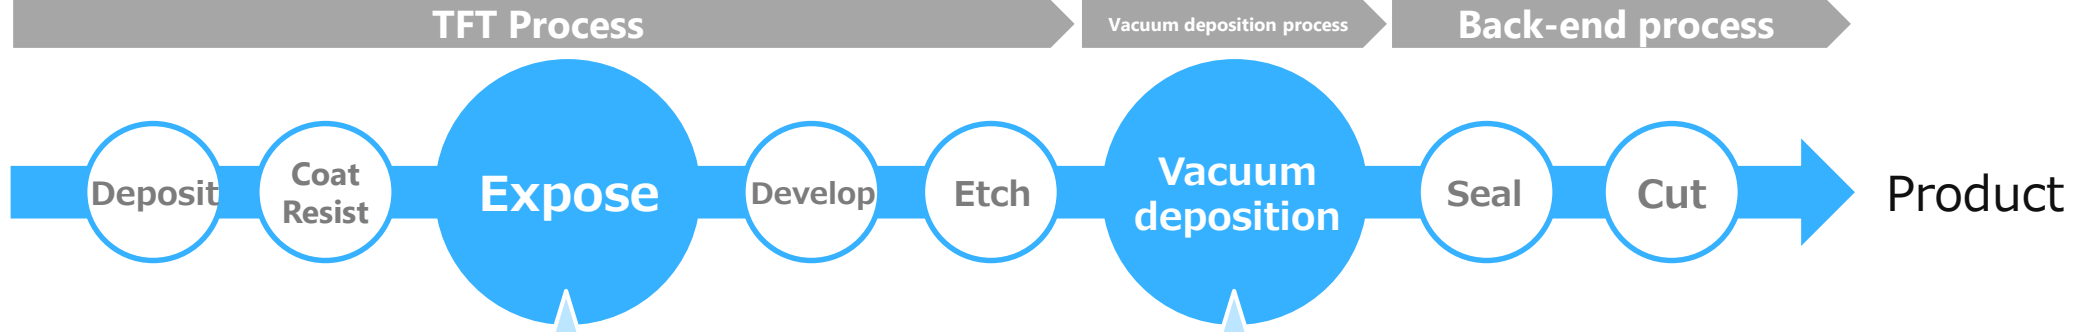 TFT Process
Vacuum deposition process
Back-end process
Deposit
Coat
Resist
Expose
Develop
Etch
Vacuum
deposition
Seal
Cut
Product